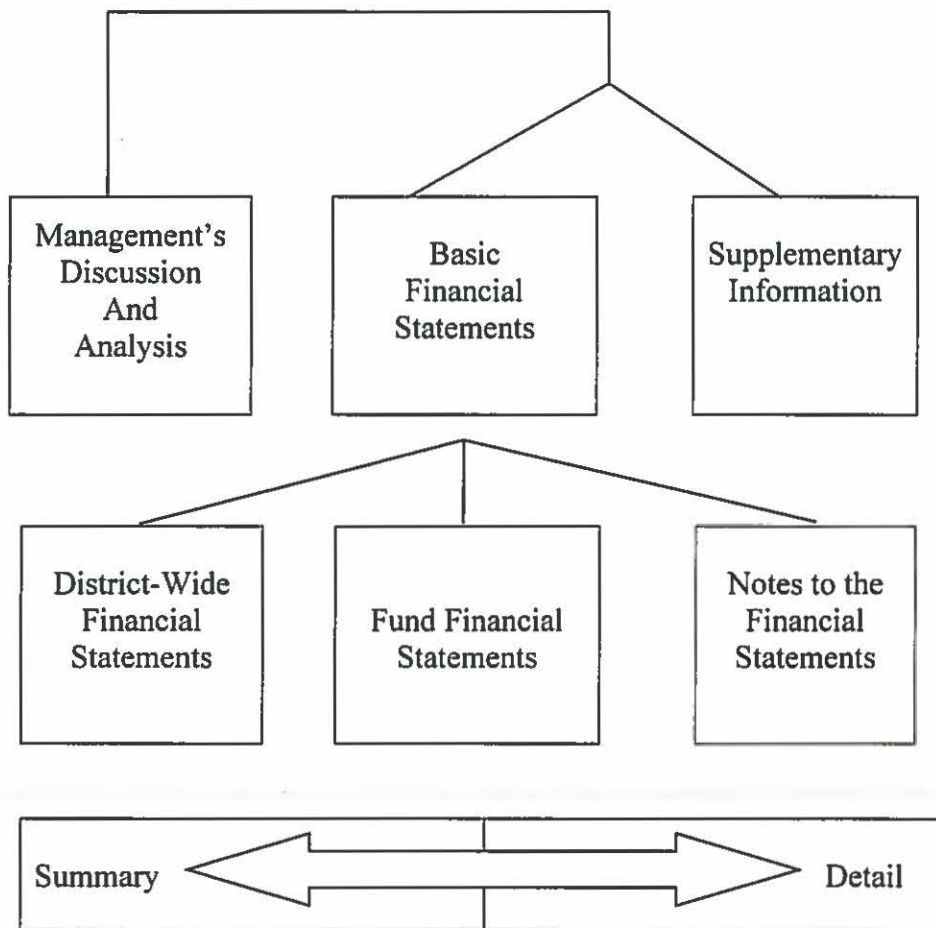 Management's
Discussion
And
Analysis
Basic
Financial
Statements
Supplementary
Information
District-Wide
Financial
Statements
Fund Financial
Statements
Notes to the
Financial
Statements
Summary
Detail